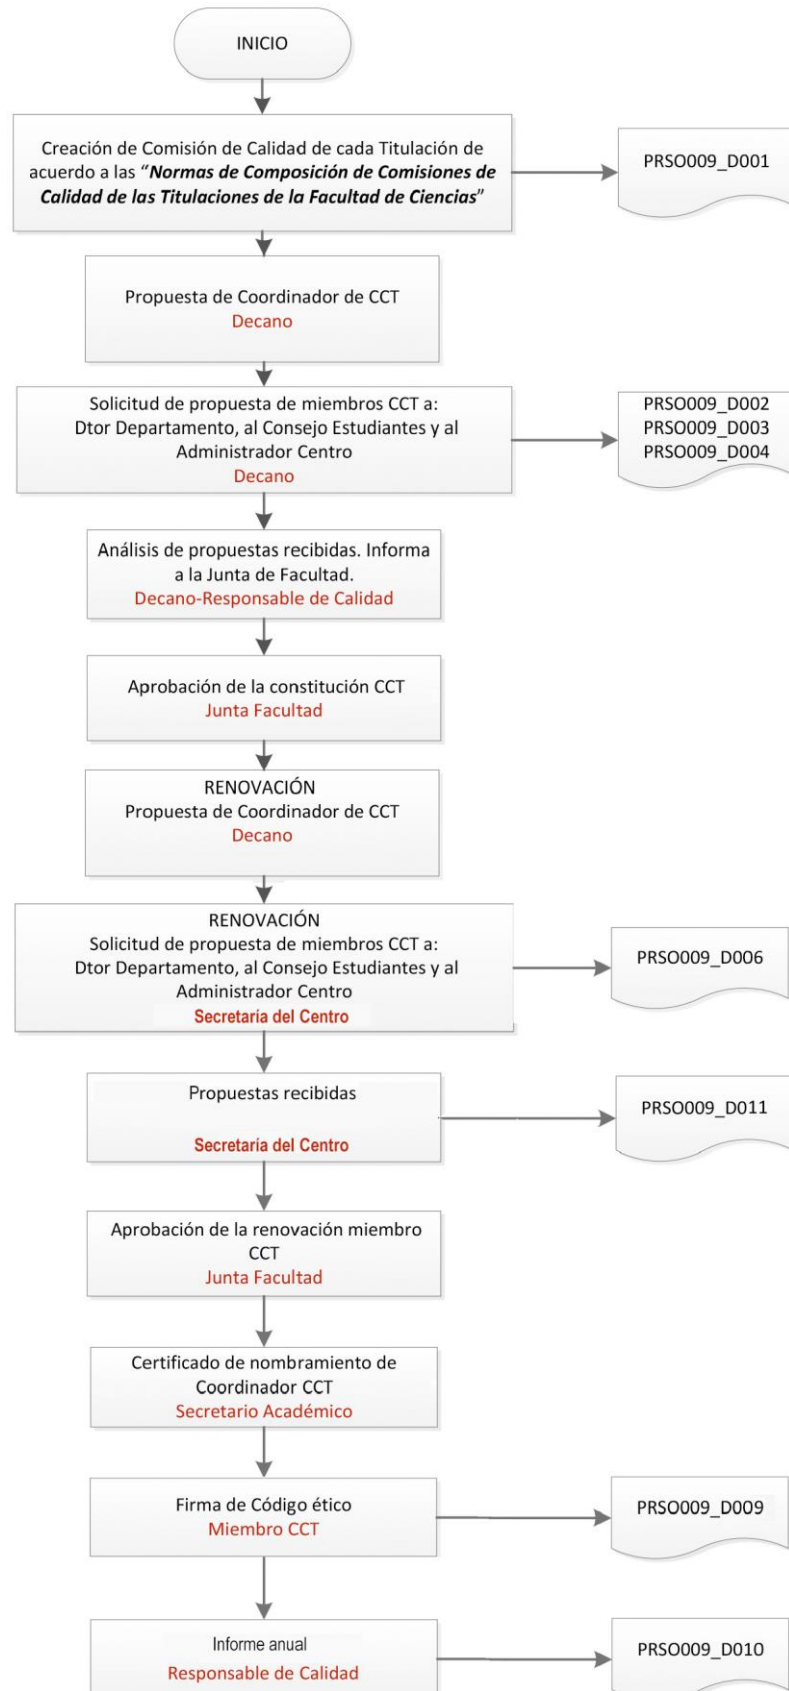 INICIO
Creación de Comisión de Calidad de cada Titulación de
acuerdo a las “Normas de Composición de Comisiones de
Calidad de las Titulaciones de la Facultad de Ciencias”
PRSO009_D001
Propuesta de Coordinador de CCT
Decano
Solicitud de propuesta de miembros CCT a:
Dtor Departamento, al Consejo Estudiantes y al
Administrador Centro
Decano
PRSO009_D002
PRSO009_D003
PRSO009_D004
Análisis de propuestas recibidas. Informa
a la Junta de Facultad.
Decano-Responsable de Calidad
Aprobación de la constitución CCT
Junta Facultad
RENOVACIÓN
Propuesta de Coordinador de CCT
Decano
RENOVACIÓN
Solicitud de propuesta de miembros CCT a:
Dtor Departamento, al Consejo Estudiantes y al
Administrador Centro
Secretaría del Centro
PRSO009_D006
Propuestas recibidas
Secretaría del Centro
PRSO009_D011
Aprobación de la renovación miembro
CCT
Junta Facultad
Certificado de nombramiento de
Coordinador CCT
Secretario Académico
Firma de Código ético
Miembro CCT
PRSO009_D009
Informe anual
Responsable de Calidad
PRSO009_D010